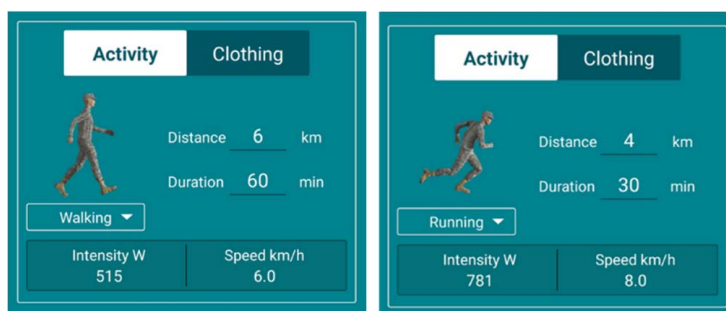 Activity Clothing
Distance 6 km
Duration 60 min
Walking
Intensity W Speed km/h
515 6.0
Activity Clothing
Distance 4 km
Duration 30 min
Running
Intensity W Speed km/h
781 8.0